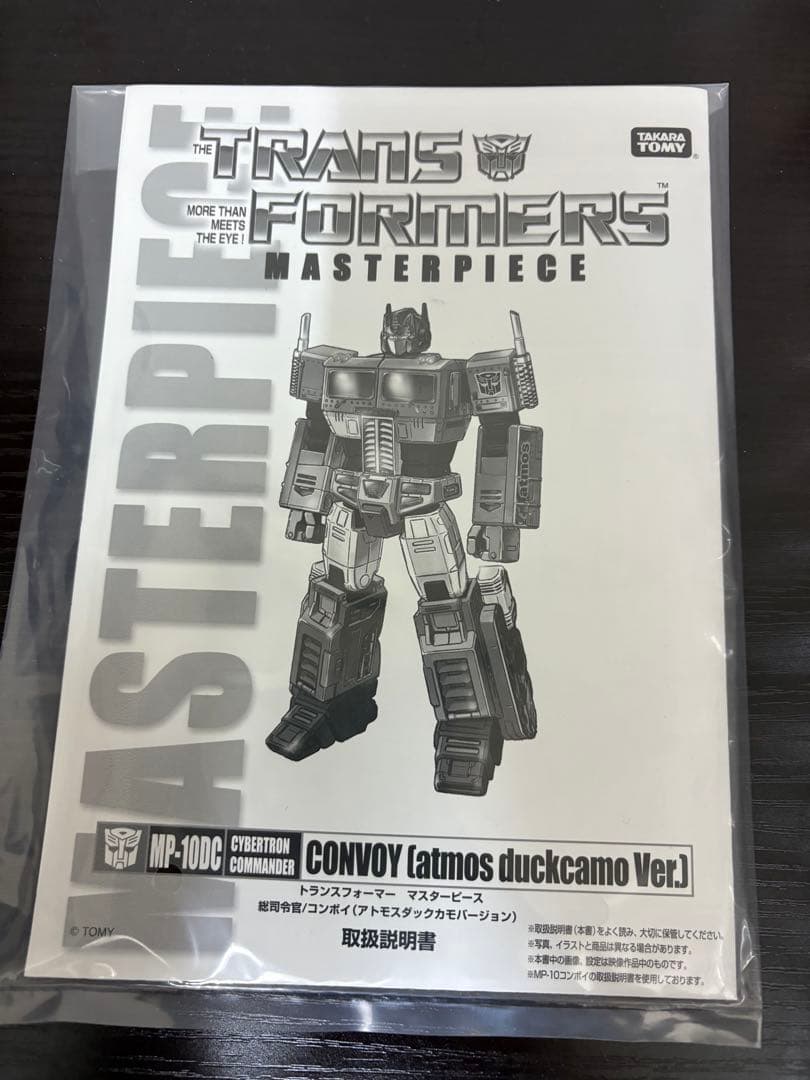 THE TRANS
TAKARA
TOMY®
MORE THAN
MEETS
THE EYE!
FORMERS™
MASTERPIECE
MASTERPIECE
atmos
MP-10DC
CYBERTRON
COMMANDER
CONVOY (atmos duckcamo Ver.)
トランスフォーマー マスターピース
総司令官/コンボイ(アトモスダックカモバージョン)
取扱説明書
© TOMY
※取扱説明書(本書)をよく読み、大切に保管してください。
※写真、イラストと商品は異なる場合があります。
※本書中の画像、設定は映像作品中のものです。
※MP-10コンボイの取扱説明書を使用しております。